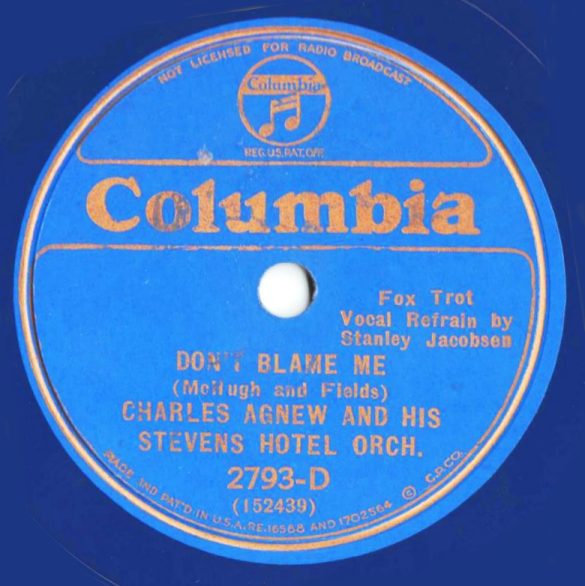 NOT LICENSED FOR RADIO BROADCAST
Columbia
REG.U.S.PAT.OFF.
Columbia
Fox Trot
Vocal Refrain by
Stanley Jacobsen
DON'T BLAME ME
(McHugh and Fields)
CHARLES AGNEW AND HIS
STEVENS HOTEL ORCH.
2793-D
(152439)
MADE AND PAT'D IN U.S.A. RE.16588 AND 1702564 © C.P.CO.